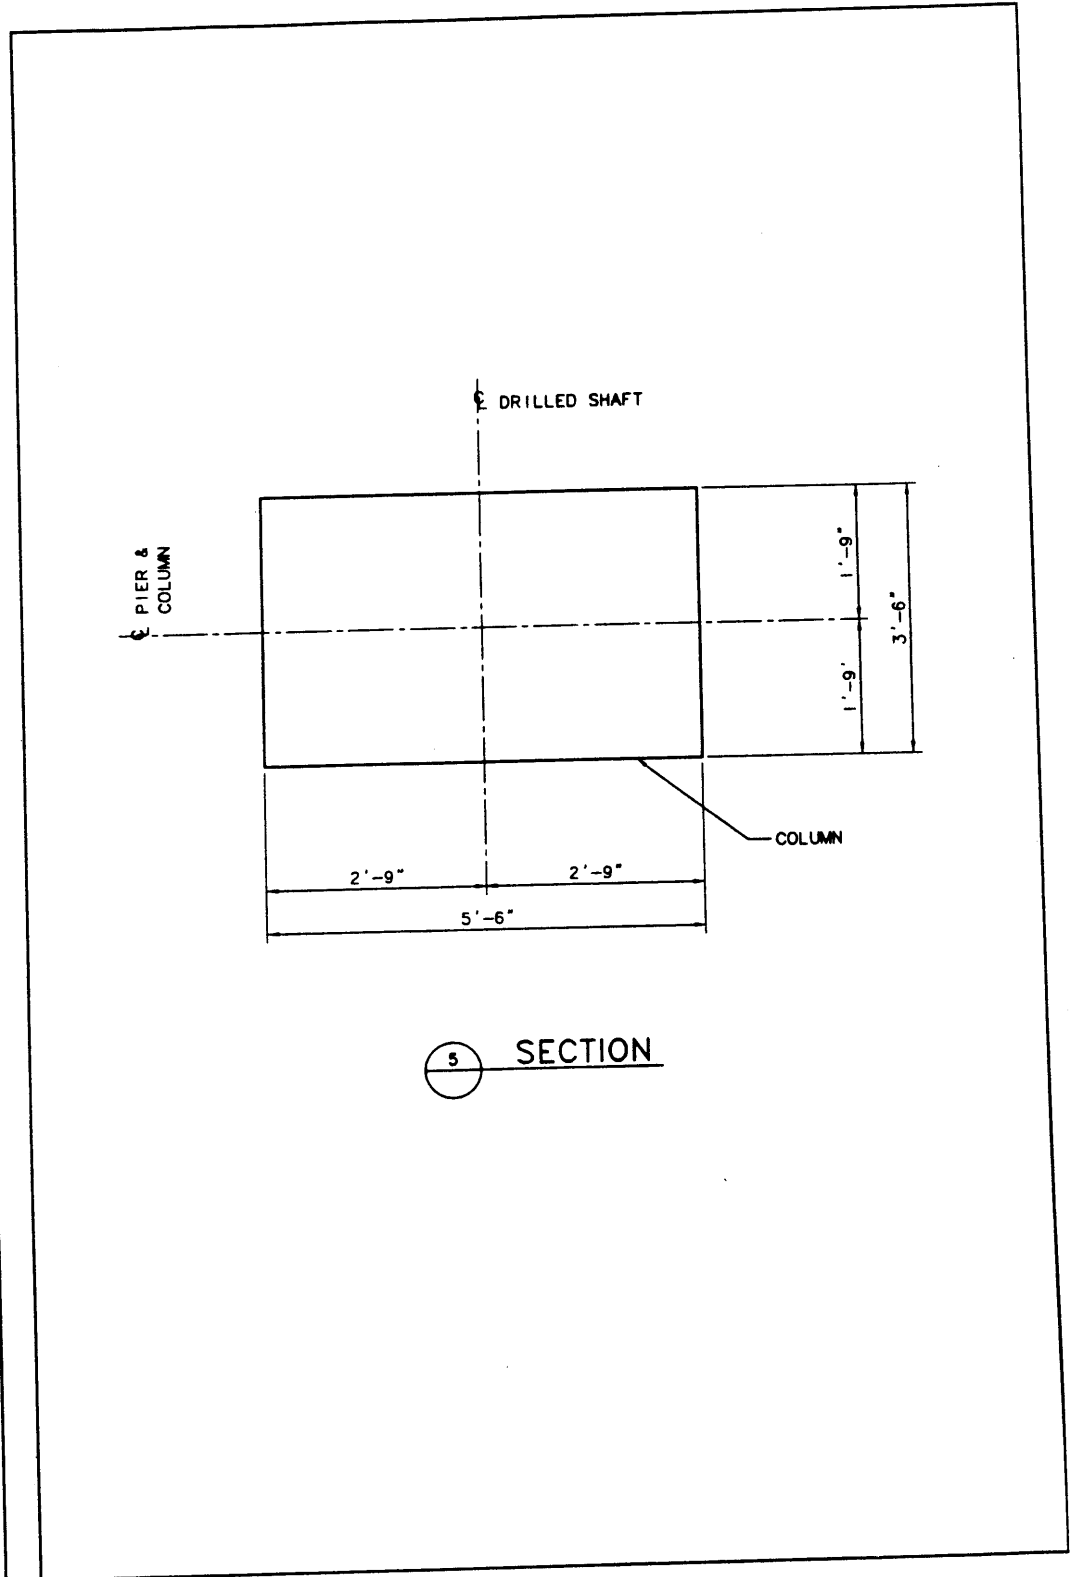 ℄ DRILLED SHAFT
℄ PIER &
COLUMN
1'-9"
3'-6"
1'-9'
COLUMN
2'-9"
2'-9"
5'-6"
5
SECTION